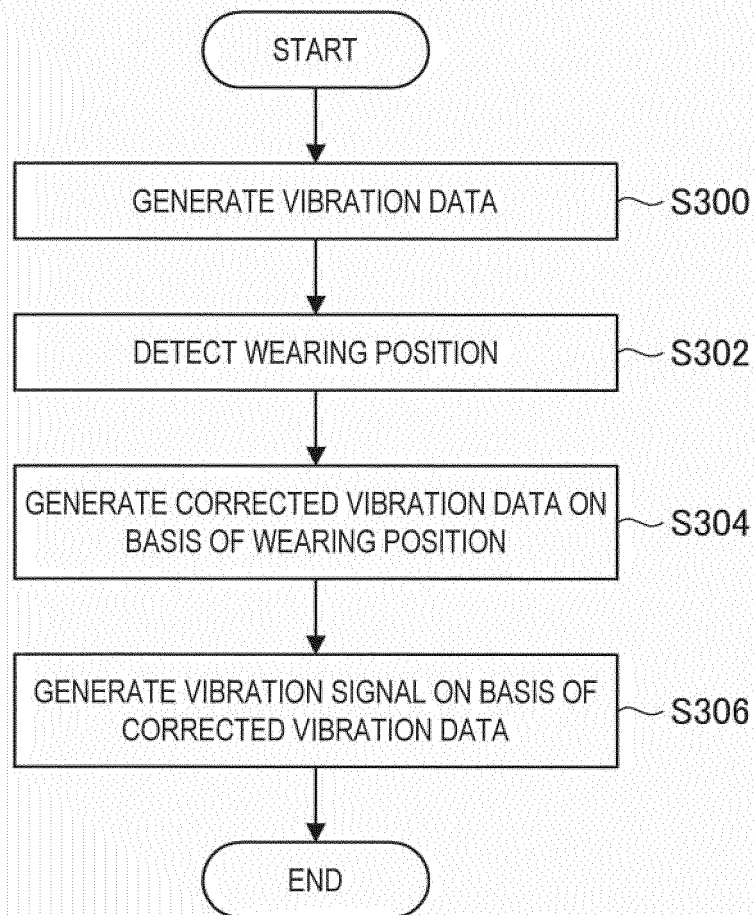 START
GENERATE VIBRATION DATA
S300
DETECT WEARING POSITION
S302
GENERATE CORRECTED VIBRATION DATA ON
BASIS OF WEARING POSITION
S304
GENERATE VIBRATION SIGNAL ON BASIS OF
CORRECTED VIBRATION DATA
S306
END